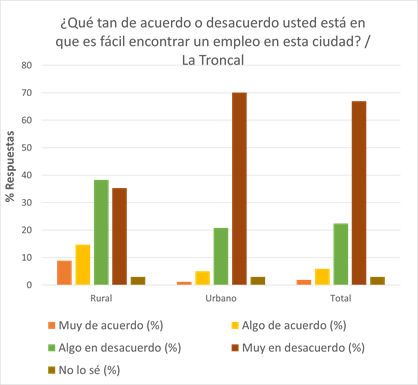 ¿Qué tan de acuerdo o desacuerdo usted está en
que es fácil encontrar un empleo en esta ciudad? /
La Troncal
80
70
60
50
40
30
20
10
0
% Respuestas
Rural Urbano Total
Muy de acuerdo (%) Algo de acuerdo (%)
Algo en desacuerdo (%) Muy en desacuerdo (%)
No lo sé (%)